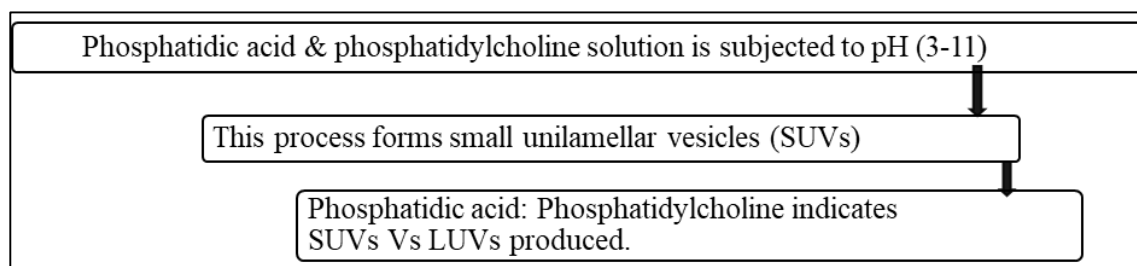 Phosphatidic acid & phosphatidylcholine solution is subjected to pH (3-11)
This process forms small unilamellar vesicles (SUVs)
Phosphatidic acid: Phosphatidylcholine indicates
SUVs Vs LUVs produced.